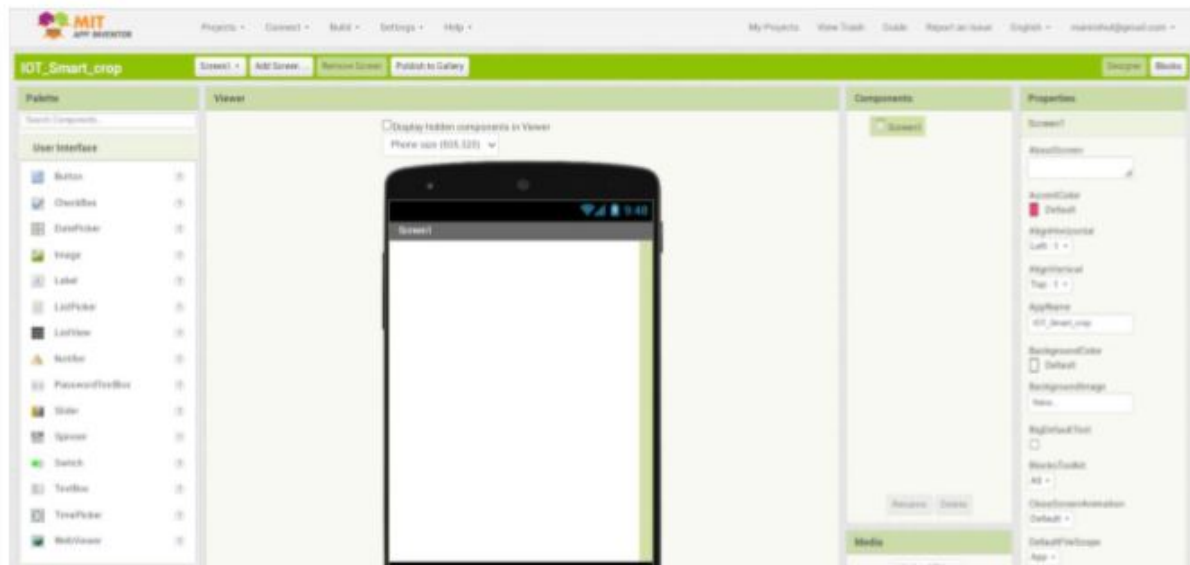 MIT
APP INVENTOR
Projects Connect Build Settings Help
My Projects View Trash Guide Report an Issue English
IOT_Smart_crop
Screen1 Add Screen... Remove Screen Publish to Gallery
Designer Blocks
Palette
Search Components...
User Interface
Button
CheckBox
DatePicker
Image
Label
ListPicker
ListView
Notifier
PasswordTextBox
Slider
Spinner
Switch
TextBox
TimePicker
WebViewer
Viewer
Display hidden components in Viewer
Phone size (505,320)
9:48
Screen1
Components
Screen1
Rename Delete
Media
Properties
Screen1
AboutScreen
AccentColor
Default
AlignHorizontal
Left : 1
AlignVertical
Top : 1
AppName
IOT_Smart_crop
BackgroundColor
Default
BackgroundImage
None...
BigDefaultText
BlocksToolkit
All
CloseScreenAnimation
Default
DefaultFileScope
App